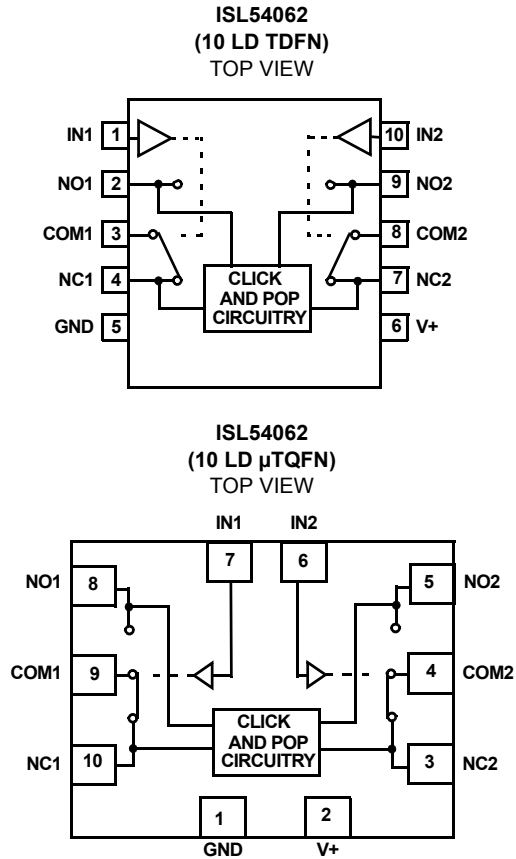 ISL54062
(10 LD TDFN)
TOP VIEW
IN1 1 10 IN2
NO1 2 9 NO2
COM1 3 8 COM2
NC1 4 7 NC2
CLICK
AND POP
CIRCUITRY
GND 5 6 V+
ISL54062
(10 LD µTQFN)
TOP VIEW
IN1 IN2
7 6
NO1 8 5 NO2
COM1 9 4 COM2
CLICK
AND POP
CIRCUITRY
NC1 10 3 NC2
1 2
GND V+